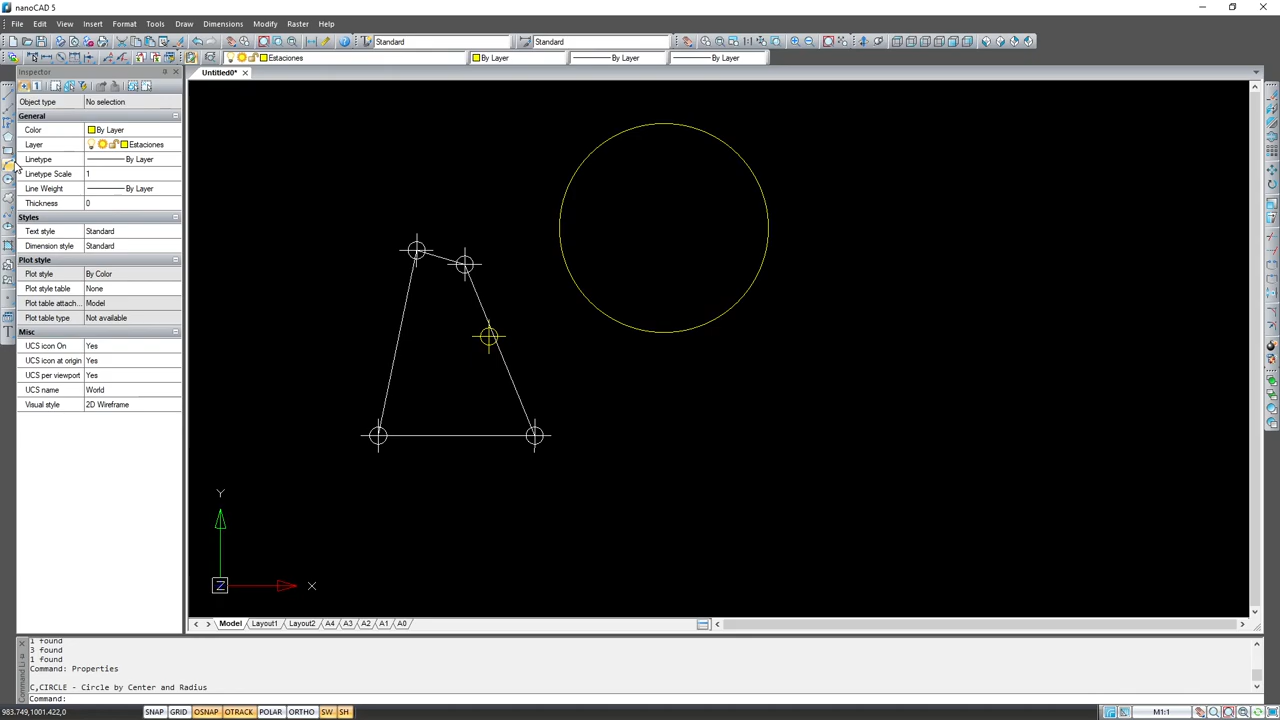 nanoCAD 5
File Edit View Insert Format Tools Draw Dimensions Modify Raster Help
Standard Standard
Estaciones By Layer By Layer By Layer
Inspector
Untitled0*
Object type No selection
General
Color By Layer
Layer Estaciones
Linetype By Layer
Linetype Scale 1
Line Weight By Layer
Thickness 0
Styles
Text style Standard
Dimension style Standard
Plot style
Plot style By Color
Plot style table None
Plot table attach... Model
Plot table type Not available
Misc
UCS icon On Yes
UCS icon at origin Yes
UCS per viewport Yes
UCS name World
Visual style 2D Wireframe
Y
Z X
Model Layout1 Layout2 A4 A3 A2 A1 A0
1 found
3 found
1 found
Command: Properties
C,CIRCLE - Circle by Center and Radius
Command:
983.749,1001.422,0 SNAP GRID OSNAP OTRACK POLAR ORTHO SW SH M1:1